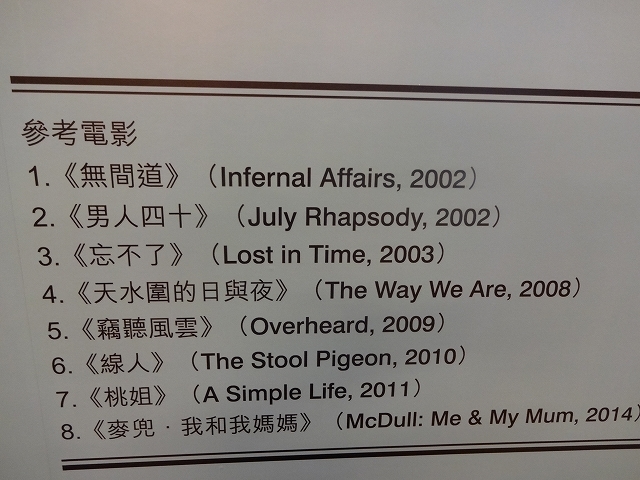 參考電影
1.《無間道》（Infernal Affairs, 2002）
2.《男人四十》（July Rhapsody, 2002）
3.《忘不了》（Lost in Time, 2003）
4.《天水圍的日與夜》（The Way We Are, 2008）
5.《竊聽風雲》（Overheard, 2009）
6.《線人》（The Stool Pigeon, 2010）
7.《桃姐》（A Simple Life, 2011）
8.《麥兜．我和我媽媽》（McDull: Me & My Mum, 2014）